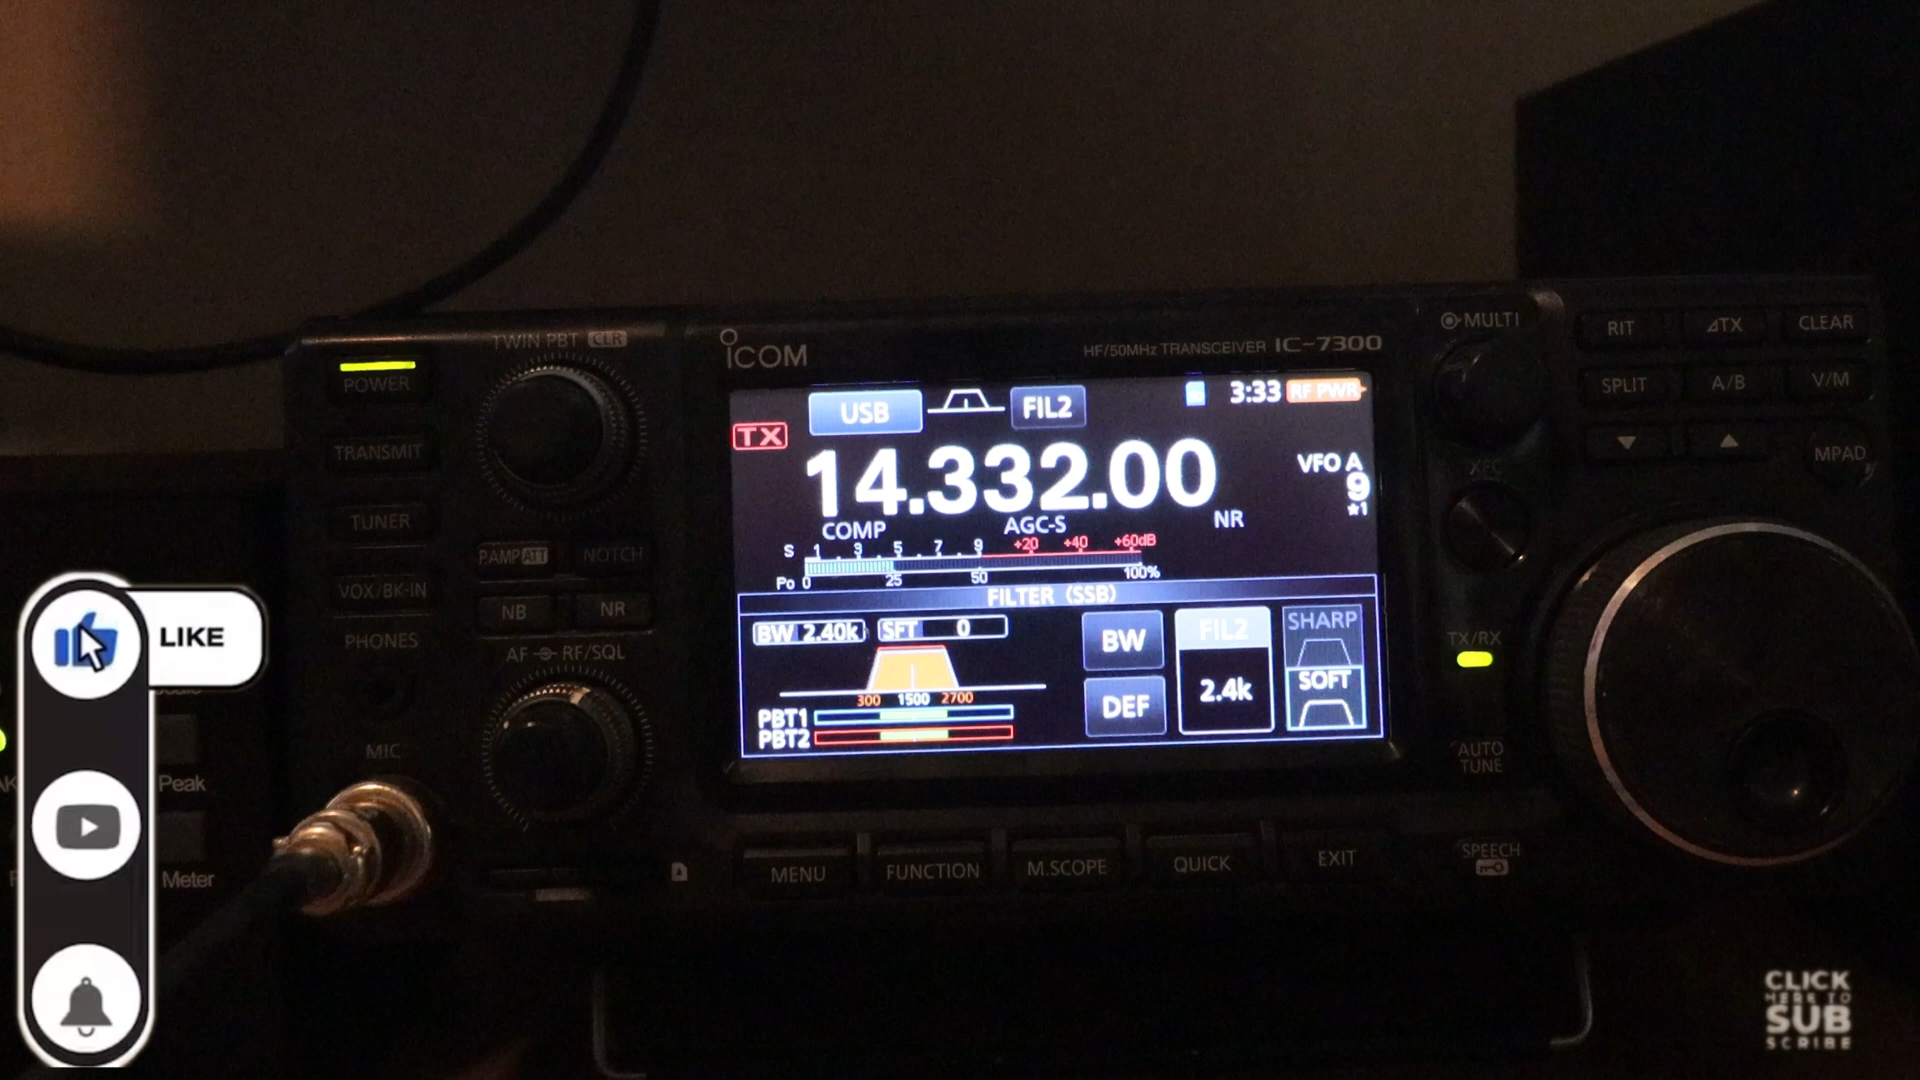 TWIN PBT CLR
POWER
TRANSMIT
TUNER
VOX/BK-IN
PHONES
MIC
P.AMP ATT
NOTCH
NB
NR
AF RF/SQL
ICOM
HF/50MHz TRANSCEIVER IC-7300
USB
FIL2
3:33
RF PWR
TX
14.332.00
VFO A
9
★1
COMP
AGC-S
NR
S 1 3 5 7 9 +20 +40 +60dB
Po 0 25 50 100%
FILTER (SSB)
BW 2.40k
SFT 0
300 1500 2700
PBT1
PBT2
BW
DEF
FIL2
2.4k
SHARP
SOFT
MENU
FUNCTION
M.SCOPE
QUICK
EXIT
MULTI
RIT
⊿TX
CLEAR
SPLIT
A/B
V/M
MPAD
XFC
TX/RX
AUTO
TUNE
SPEECH
LIKE
Peak
Meter
CLICK
HERE TO
SUB
SCRIBE